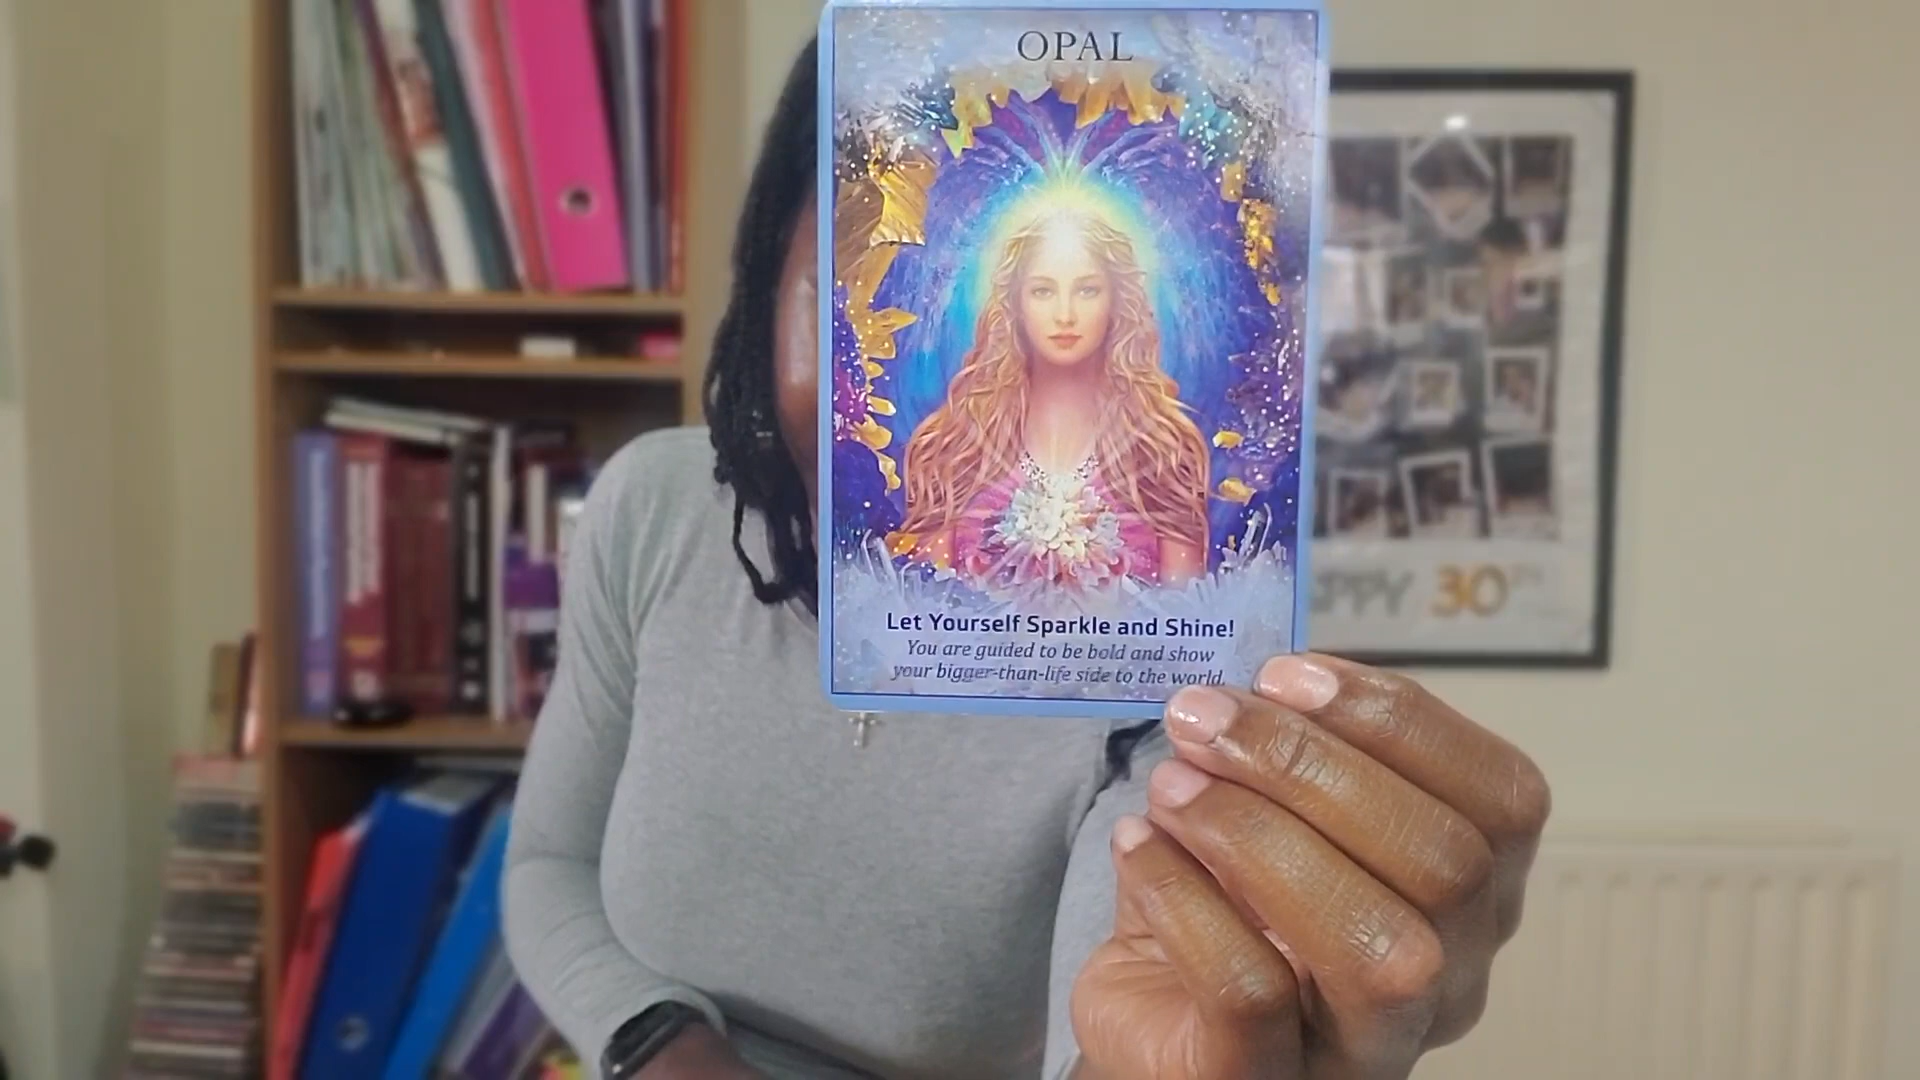 OPAL
Let Yourself Sparkle and Shine!
You are guided to be bold and show
your bigger-than-life side to the world.
30